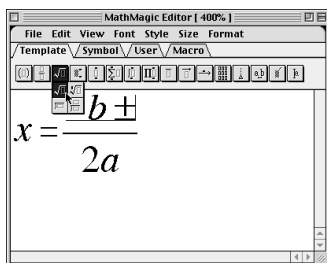 MathMagic Editor [ 400% ]
File Edit View Font Style Size Format
Template Symbol User Macro
b ±
x =
2a